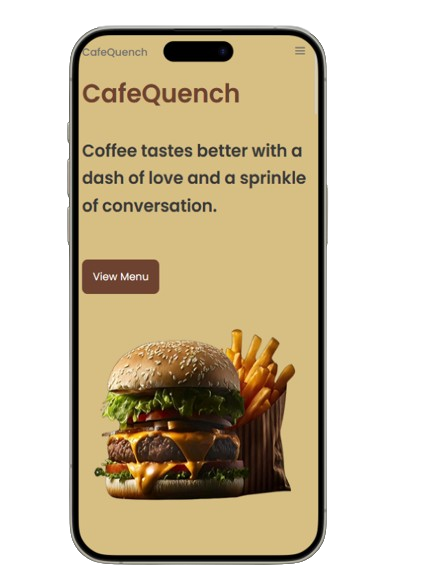 CafeQuench
CafeQuench
Coffee tastes better with a
dash of love and a sprinkle
of conversation.
View Menu